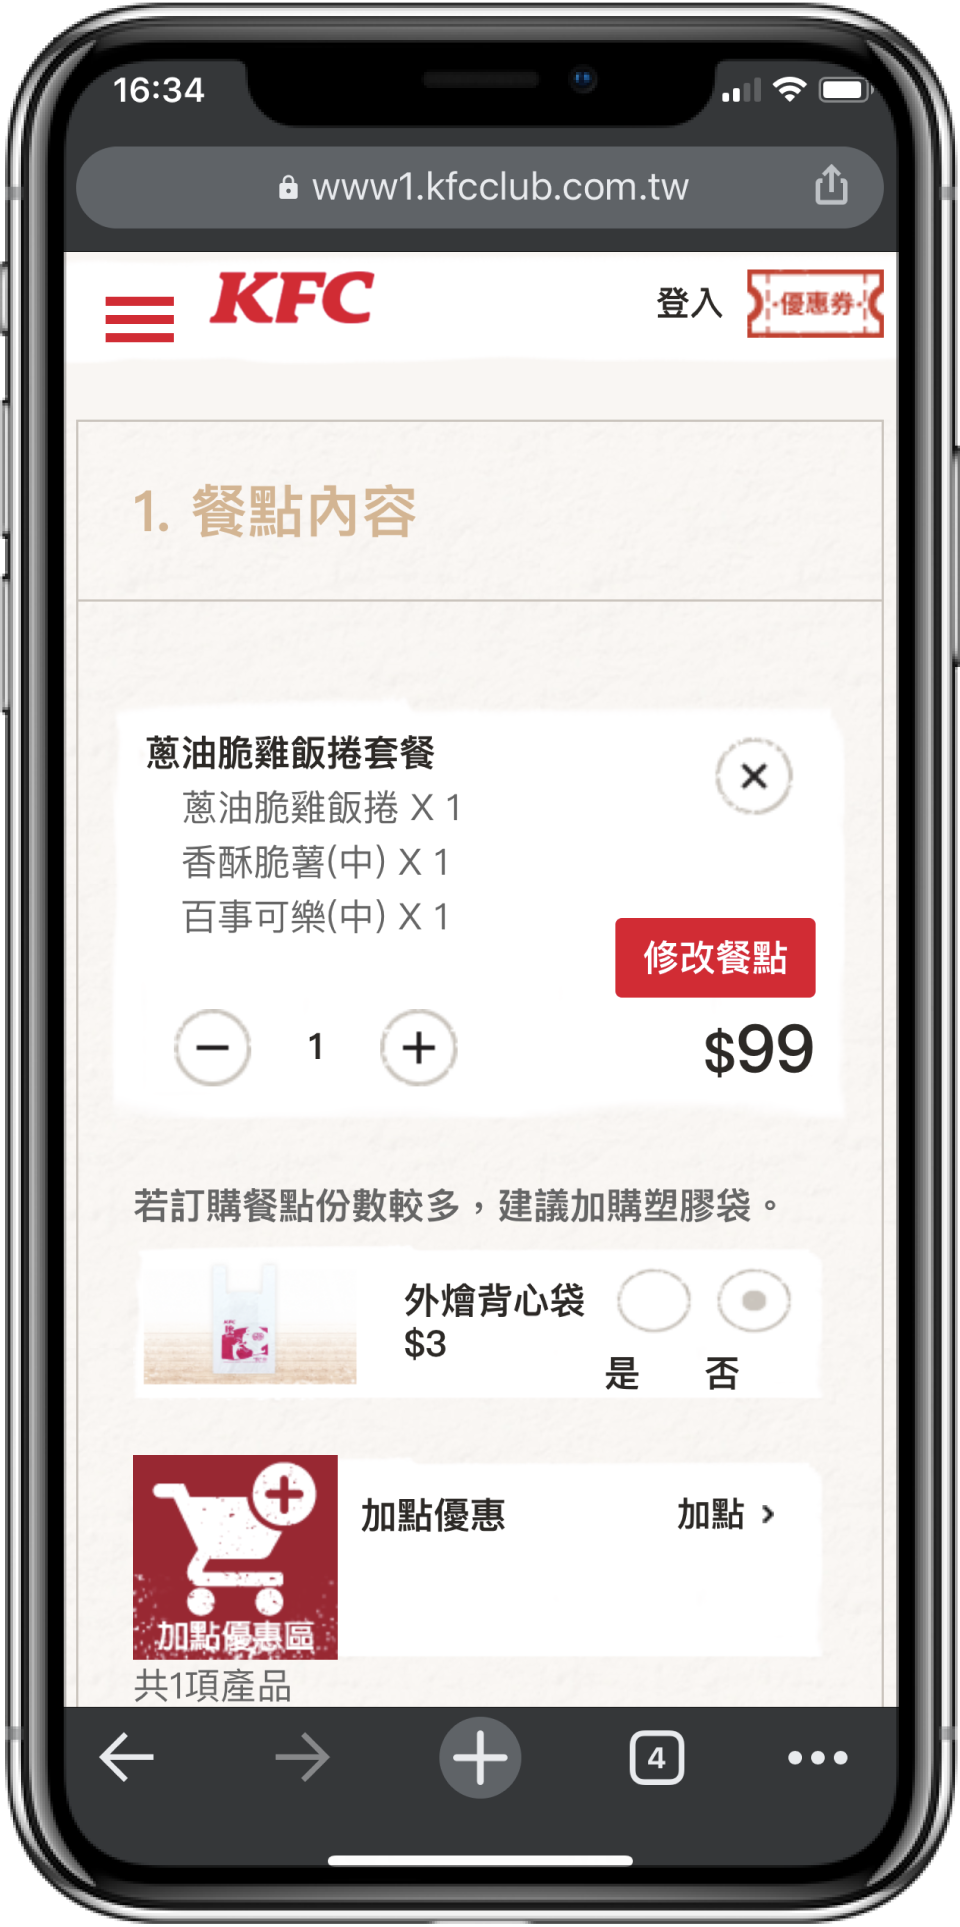 16:34
www1.kfcclub.com.tw
KFC
登入
優惠券
1. 餐點內容
蔥油脆雞飯捲套餐
蔥油脆雞飯捲 X 1
香酥脆薯(中) X 1
百事可樂(中) X 1
修改餐點
1
$99
若訂購餐點份數較多，建議加購塑膠袋。
外燴背心袋
$3
是
否
加點優惠
加點 ›
加點優惠區
共1項產品
4